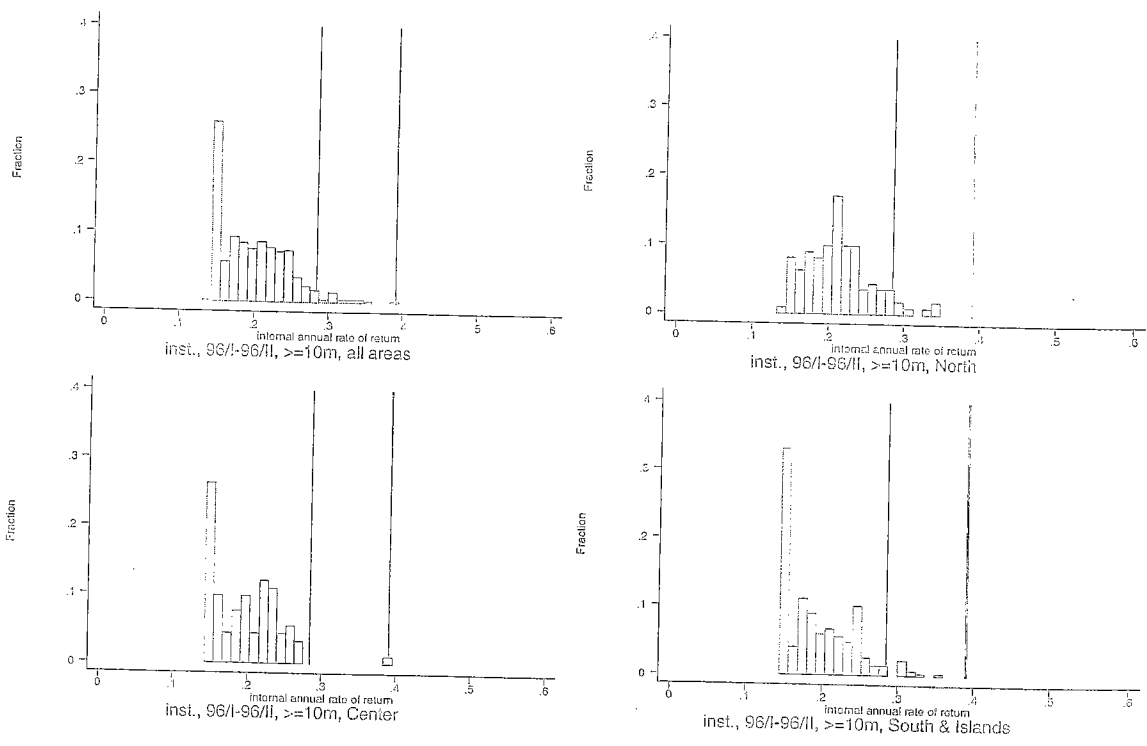 .4
.3
.2
.1
0
Fraction
0 .1 .2 .3 .4 .5 .6
internal annual rate of return
inst., 96/I-96/II, >=10m, all areas
.4
.3
.2
.1
0
Fraction
0 .1 .2 .3 .4 .5 .6
internal annual rate of return
inst., 96/I-96/II, >=10m, North
.4
.3
.2
.1
0
Fraction
0 .1 .2 .3 .4 .5 .6
internal annual rate of return
inst., 96/I-96/II, >=10m, Center
.4
.3
.2
.1
0
Fraction
0 .1 .2 .3 .4 .5 .6
internal annual rate of return
inst., 96/I-96/II, >=10m, South & Islands